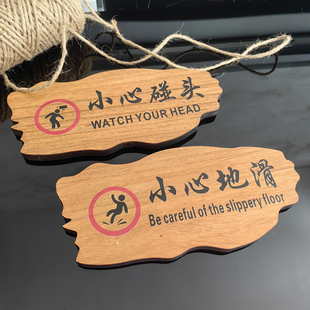 小心碰头
WATCH YOUR HEAD
小心地滑
Be careful of the slippery floor